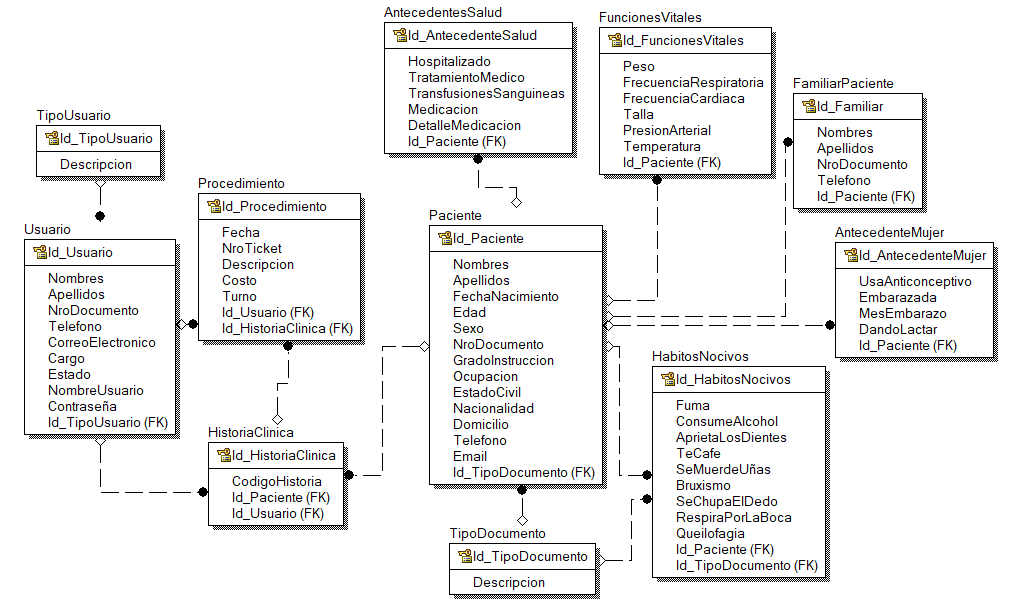 AntecedentesSalud
Id_AntecedenteSalud
Hospitalizado
TratamientoMedico
TransfusionesSanguineas
Medicacion
DetalleMedicacion
Id_Paciente (FK)
FuncionesVitales
Id_FuncionesVitales
Peso
FrecuenciaRespiratoria
FrecuenciaCardiaca
Talla
PresionArterial
Temperatura
Id_Paciente (FK)
FamiliarPaciente
Id_Familiar
Nombres
Apellidos
NroDocumento
Telefono
Id_Paciente (FK)
TipoUsuario
Id_TipoUsuario
Descripcion
Procedimiento
Id_Procedimiento
Fecha
NroTicket
Descripcion
Costo
Turno
Id_Usuario (FK)
Id_HistoriaClinica (FK)
Paciente
Id_Paciente
Nombres
Apellidos
FechaNacimiento
Edad
Sexo
NroDocumento
GradoInstruccion
Ocupacion
EstadoCivil
Nacionalidad
Domicilio
Telefono
Email
Id_TipoDocumento (FK)
Usuario
Id_Usuario
Nombres
Apellidos
NroDocumento
Telefono
CorreoElectronico
Cargo
Estado
NombreUsuario
Contraseña
Id_TipoUsuario (FK)
AntecedenteMujer
Id_AntecedenteMujer
UsaAnticonceptivo
Embarazada
MesEmbarazo
DandoLactar
Id_Paciente (FK)
HabitosNocivos
Id_HabitosNocivos
Fuma
ConsumeAlcohol
AprietaLosDientes
TeCafe
SeMuerdeUñas
Bruxismo
SeChupaElDedo
RespiraPorLaBoca
Queilofagia
Id_Paciente (FK)
Id_TipoDocumento (FK)
HistoriaClinica
Id_HistoriaClinica
CodigoHistoria
Id_Paciente (FK)
Id_Usuario (FK)
TipoDocumento
Id_TipoDocumento
Descripcion